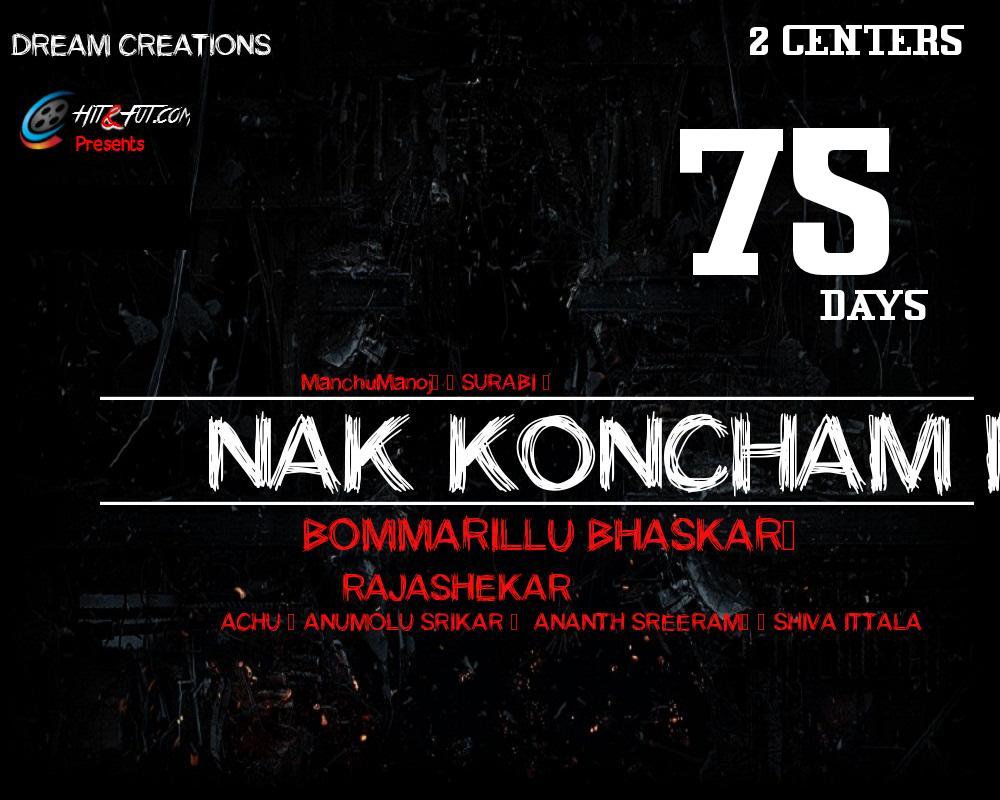 DREAM CREATIONS
2 CENTERS
HIT&FUT.COM
Presents
75
DAYS
ManchuManoj SURABI
NAK KONCHAM
BOMMARILLU BHASKAR
RAJASHEKAR
ACHU ANUMOLU SRIKAR ANANTH SREERAM SHIVA ITTALA